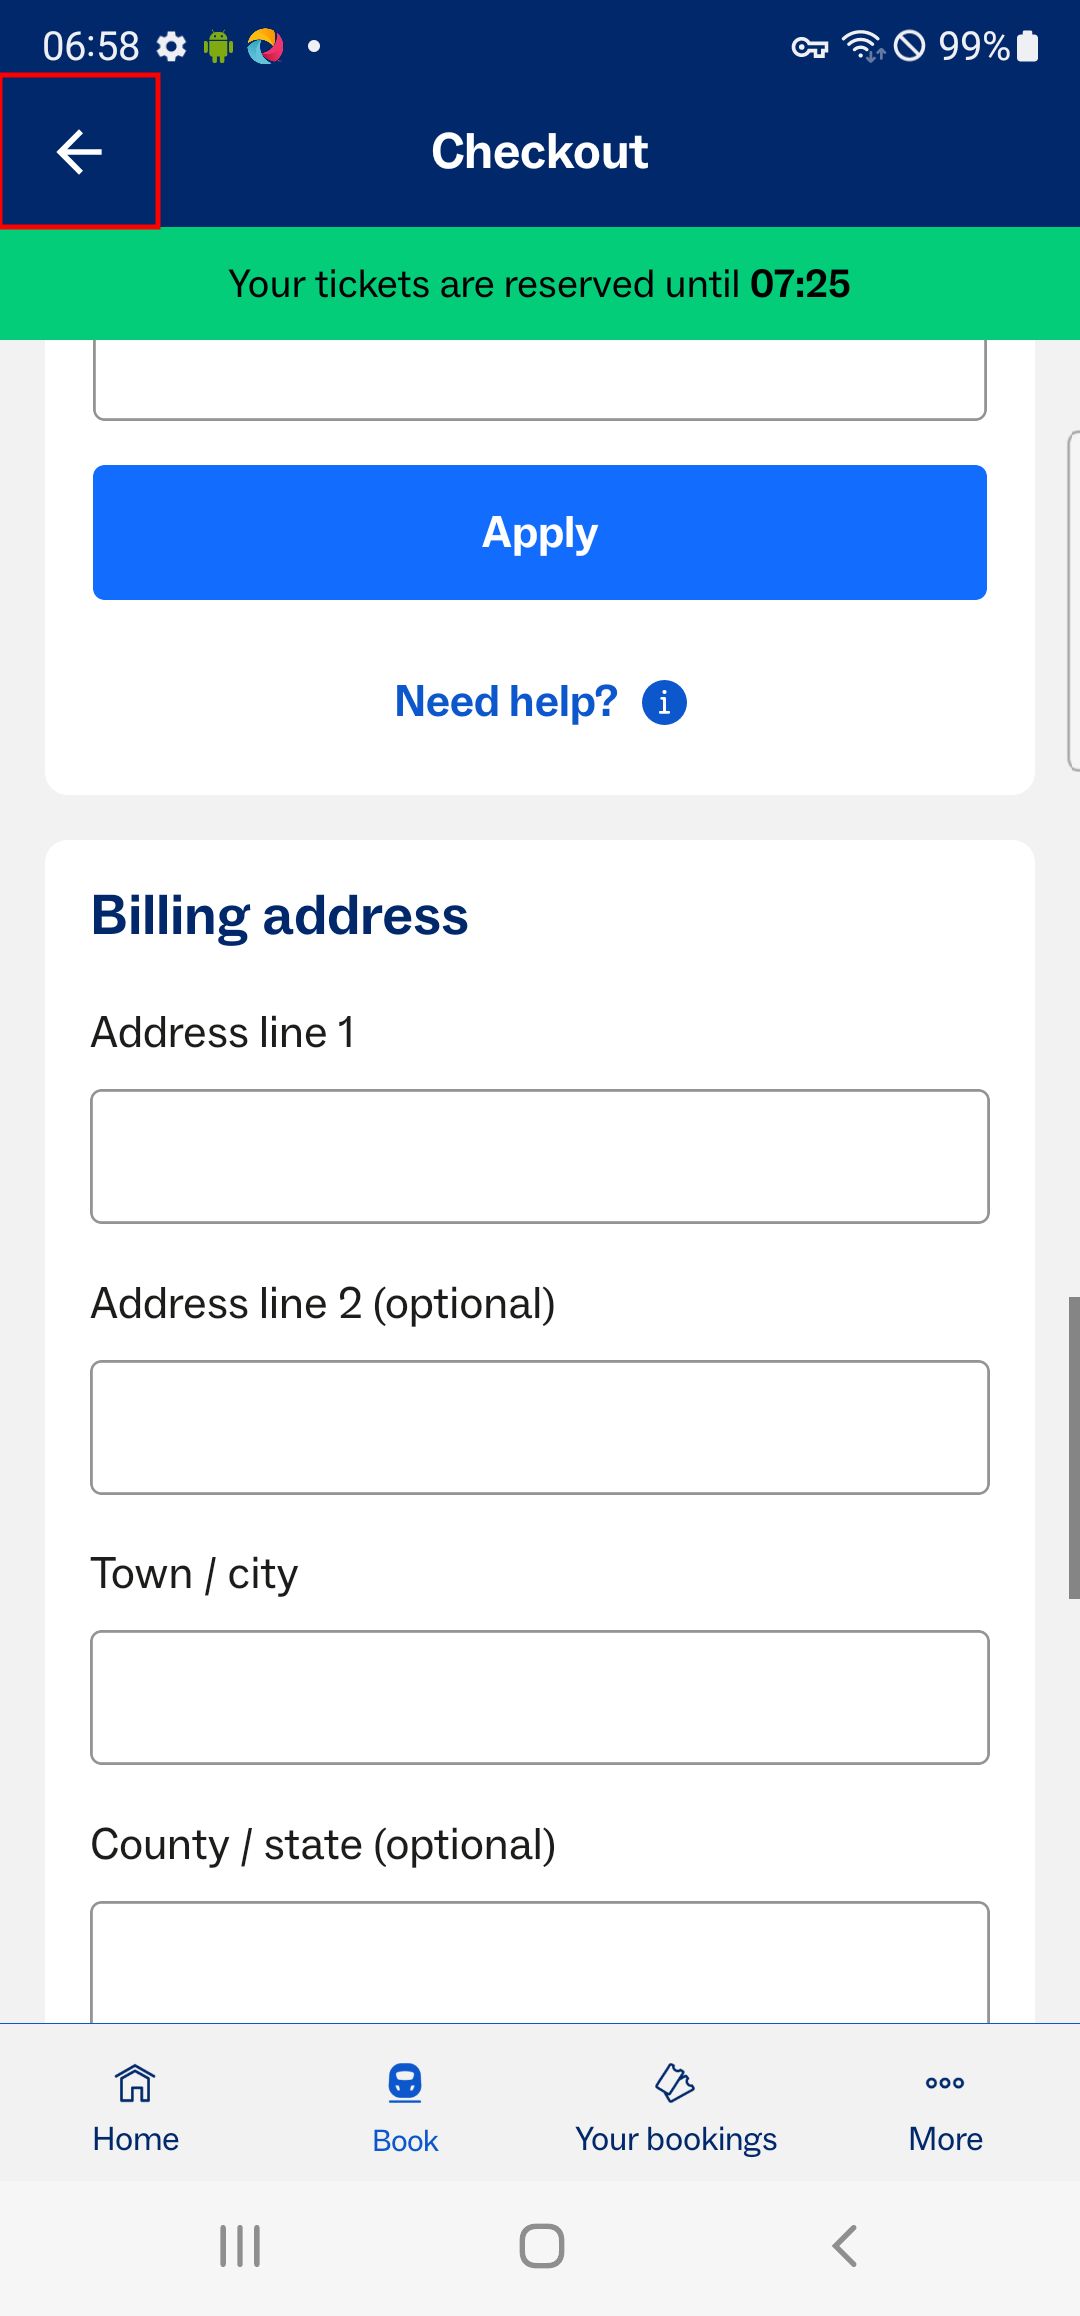 06:58
99%
Checkout
Your tickets are reserved until 07:25
Apply
Need help?
Billing address
Address line 1
Address line 2 (optional)
Town / city
County / state (optional)
Home
Book
Your bookings
More